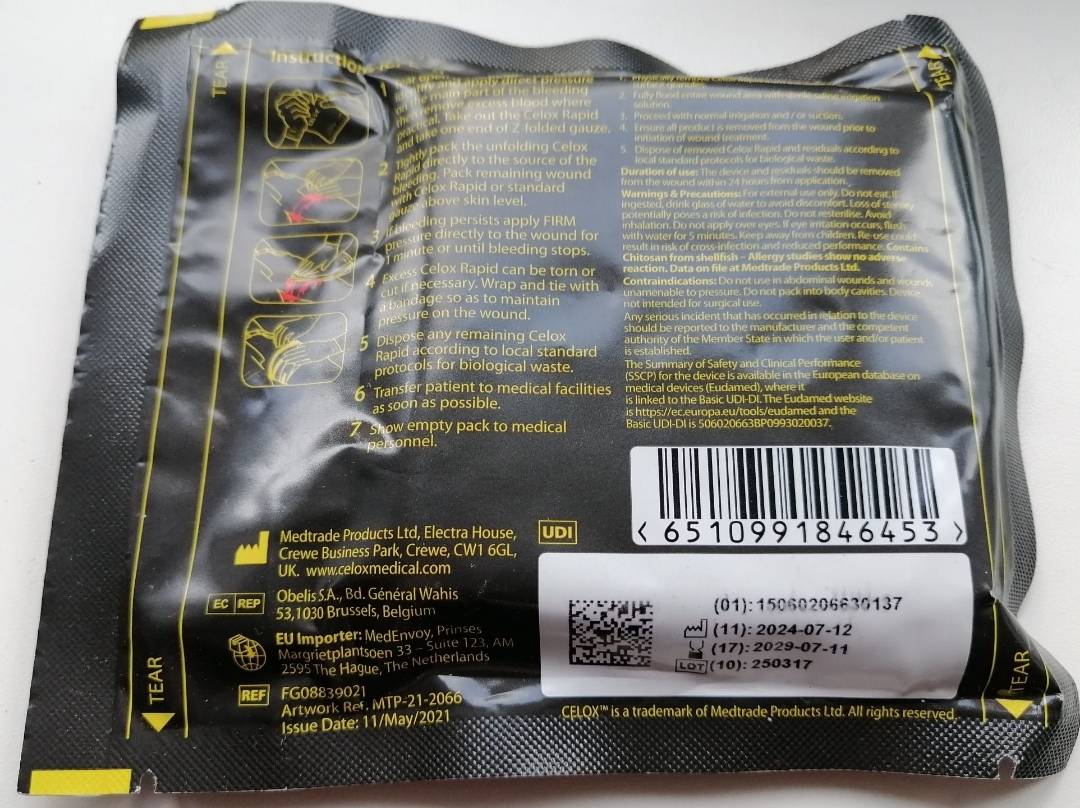 TEAR
TEAR
Instructions
and apply direct pressure
the main part of the bleeding
then remove excess blood where
practical. Take out the Celox Rapid
and take one end of Z-folded gauze.
2 Tightly pack the unfolding Celox
Rapid directly to the source of the
bleeding. Pack remaining wound
with Celox Rapid or standard
gauze above skin level.
3 If bleeding persists apply FIRM
pressure directly to the wound for
1 minute or until bleeding stops.
4 Excess Celox Rapid can be torn or
cut if necessary. Wrap and tie with
a bandage so as to maintain
pressure on the wound.
5 Dispose any remaining Celox
Rapid according to local standard
protocols for biological waste.
6 Transfer patient to medical facilities
as soon as possible.
7 Show empty pack to medical
personnel.
surface granules.
2. Fully flood entire wound area with sterile saline irrigation
solution.
3. Proceed with normal irrigation and / or suction.
4. Ensure all product is removed from the wound prior to
initiation of wound treatment.
5. Dispose of removed Celox Rapid and residuals according to
local standard protocols for biological waste.
Duration of use: The device and residuals should be removed
from the wound within 24 hours from application.
Warnings & Precautions: For external use only. Do not eat. If
ingested, drink glass of water to avoid discomfort. Loss of sterility
potentially poses a risk of infection. Do not resterilise. Avoid
inhalation. Do not apply over eyes. If eye irritation occurs, flush
with water for 5 minutes. Keep away from children. Re-use could
result in risk of cross-infection and reduced performance. Contains
Chitosan from shellfish – Allergy studies show no adverse
reaction. Data on file at Medtrade Products Ltd.
Contraindications: Do not use in abdominal wounds and wounds
unamenable to pressure. Do not pack into body cavities. Device
not intended for surgical use.
Any serious incident that has occurred in relation to the device
should be reported to the manufacturer and the competent
authority of the Member State in which the user and/or patient
is established.
The Summary of Safety and Clinical Performance
(SSCP) for the device is available in the European database on
medical devices (Eudamed), where it
is linked to the Basic UDI-DI. The Eudamed website
is https://ec.europa.eu/tools/eudamed and the
Basic UDI-DI is 506020663BP0993020037.
< 6510991846453 >
Medtrade Products Ltd, Electra House,
Crewe Business Park, Crewe, CW1 6GL,
UK. www.celoxmedical.com
UDI
EC REP
Obelis S.A., Bd. Général Wahis
53,1030 Brussels, Belgium
EU Importer: MedEnvoy, Prinses
Margrietplantsoen 33 – Suite 123, AM
2595 The Hague, The Netherlands
REF
FG08839021
Artwork Ref. MTP-21-2066
Issue Date: 11/May/2021
(01): 15060206630137
(11): 2024-07-12
(17): 2029-07-11
LOT (10): 250317
CELOX™ is a trademark of Medtrade Products Ltd. All rights reserved.
TEAR
TEAR